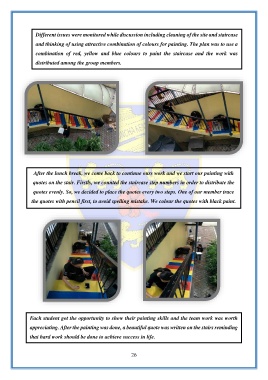 Different issues were monitored while discussion including cleaning of the site and staircase
and thinking of using attractive combination of colours for painting. The plan was to use a
combination of red, yellow and blue colours to paint the staircase and the work was
distributed among the group members.
After the lunch break, we come back to continue ours work and we start our painting with
quotes on the stair. Firstly, we counted the staircase step numbers in order to distribute the
quotes evenly. So, we decided to place the quotes every two steps. One of our member trace
the quotes with pencil first, to avoid spelling mistake. We colour the quotes with black paint.
Each student got the opportunity to show their painting skills and the team work was worth
appreciating. After the painting was done, a beautiful quote was written on the stairs reminding
that hard work should be done to achieve success in life.
26